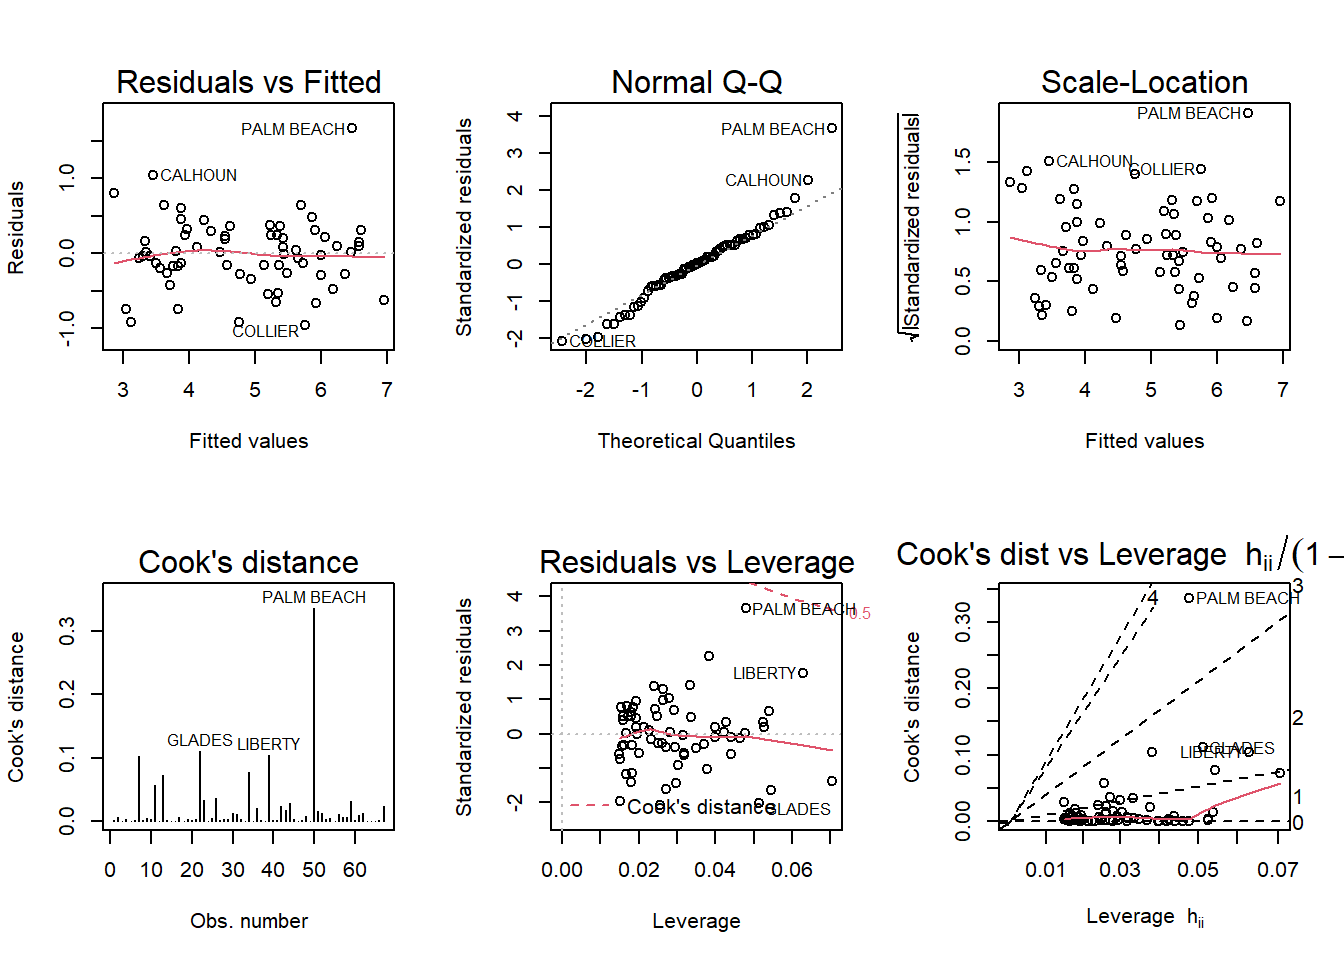 Residuals vs Fitted
Residuals
1.0
0.0
-1.0
PALM BEACH
CALHOUN
COLLIER
3 4 5 6 7
Fitted values
Normal Q-Q
Standardized residuals
4
3
2
1
0
-1
-2
PALM BEACH
CALHOUN
COLLIER
-2 -1 0 1 2
Theoretical Quantiles
Scale-Location
√|Standardized residuals|
1.5
1.0
0.5
0.0
PALM BEACH
CALHOUN
COLLIER
3 4 5 6 7
Fitted values
Cook's distance
Cook's distance
0.3
0.2
0.1
0.0
PALM BEACH
GLADES
LIBERTY
0 10 20 30 40 50 60
Obs. number
Residuals vs Leverage
Standardized residuals
4
3
2
1
0
-2
PALM BEACH
0.5
LIBERTY
Cook's distance
GLADES
0.00 0.02 0.04 0.06
Leverage
Cook's dist vs Leverage hii/(1 −
Cook's distance
0.30
0.20
0.10
0.00
4
3
PALM BEACH
2
GLADES
LIBERTY
1
0
0.01 0.03 0.05 0.07
Leverage hii